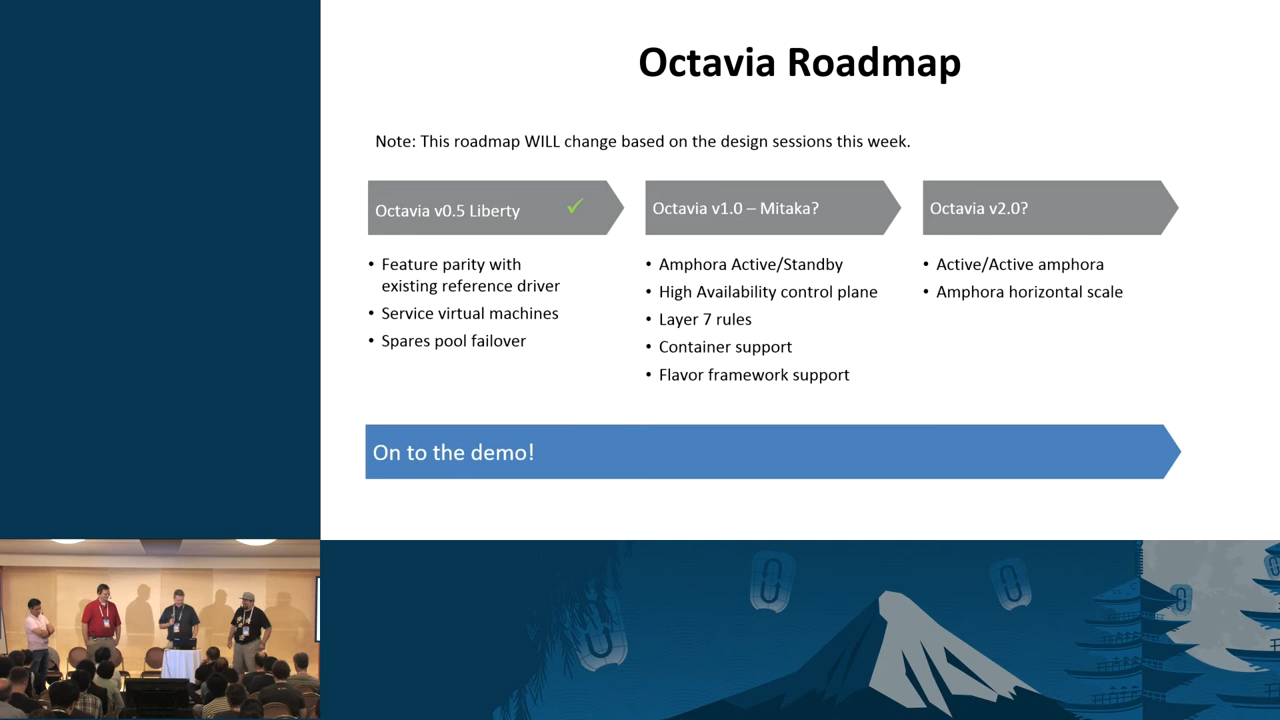 Octavia Roadmap
Note: This roadmap WILL change based on the design sessions this week.
Octavia v0.5 Liberty
• Feature parity with
existing reference driver
• Service virtual machines
• Spares pool failover
Octavia v1.0 – Mitaka?
• Amphora Active/Standby
• High Availability control plane
• Layer 7 rules
• Container support
• Flavor framework support
Octavia v2.0?
• Active/Active amphora
• Amphora horizontal scale
On to the demo!